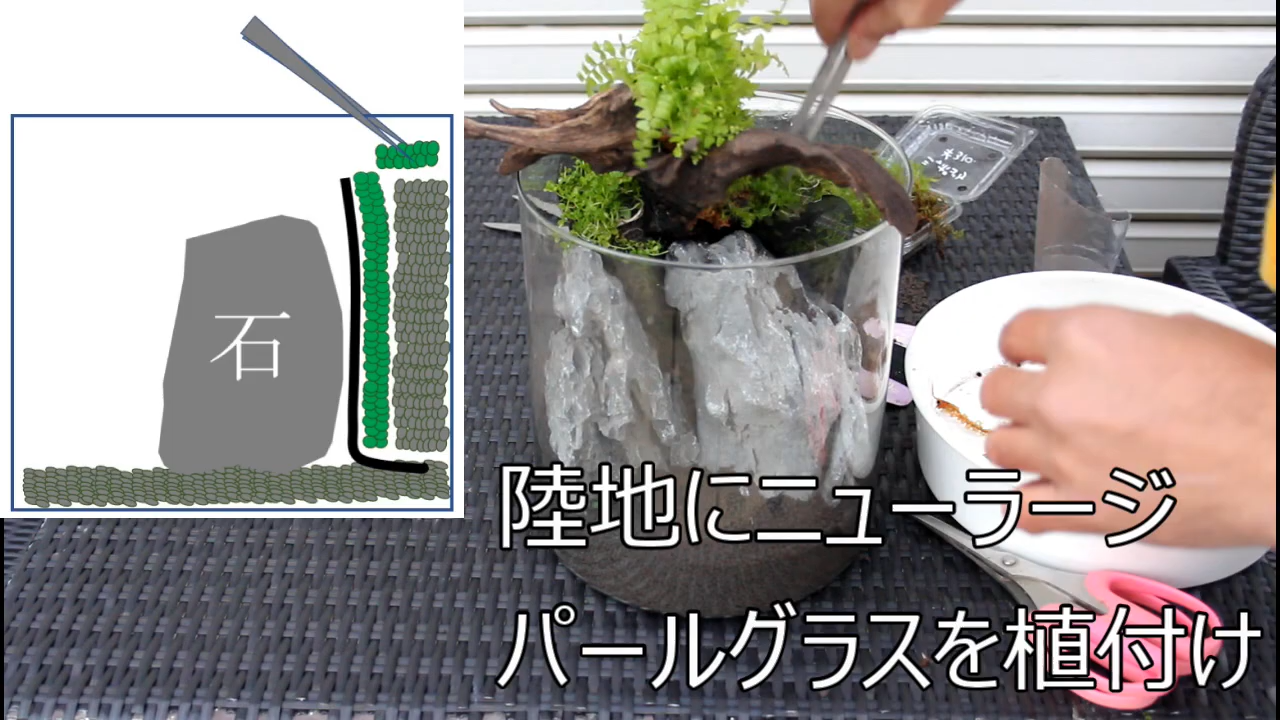 石
陸地にニューラージ
パールグラスを植付け